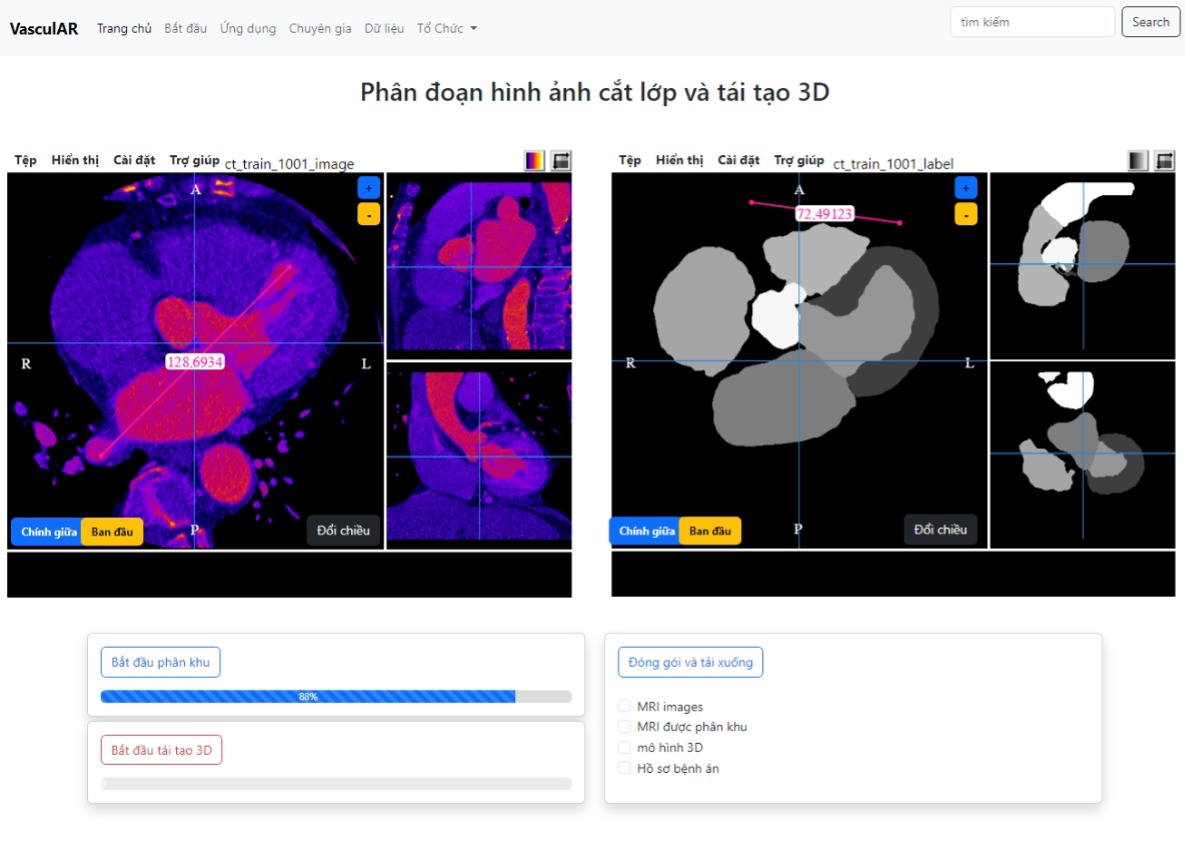 VasculAR Trang chủ Bắt đầu Ứng dụng Chuyên gia Dữ liệu Tổ Chức tìm kiếm Search
Phân đoạn hình ảnh cắt lớp và tái tạo 3D
Tệp Hiển thị Cài đặt Trợ giúp ct_train_1001_image
A
+
-
R
L
128,6934
P
Chính giữa Ban đầu Đổi chiều
Tệp Hiển thị Cài đặt Trợ giúp ct_train_1001_label
A
+
-
72,49123
R
L
P
Chính giữa Ban đầu Đổi chiều
Bắt đầu phân khu
88%
Bắt đầu tái tạo 3D
Đóng gói và tải xuống
MRI images
MRI được phân khu
mô hình 3D
Hồ sơ bệnh án